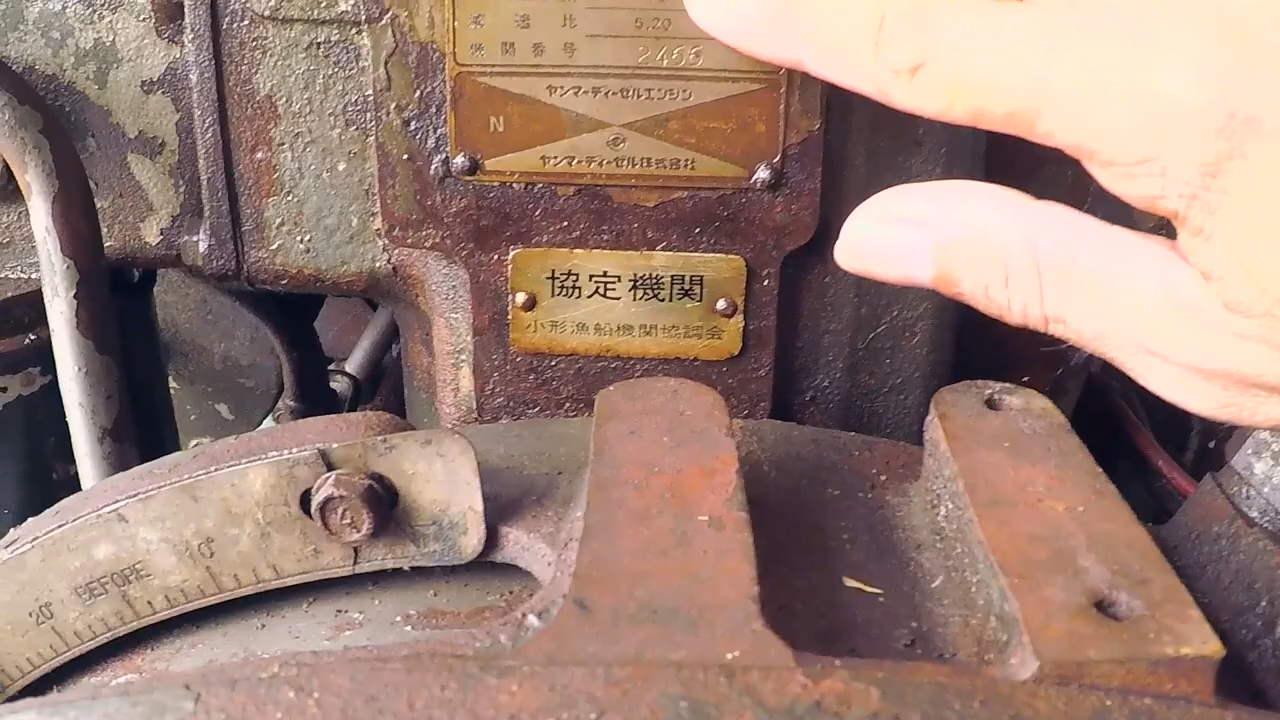 減速比 5.20
機関番号 2466
ヤンマーディーゼルエンジン
N
ヤンマーディーゼル株式会社
協定機関
小形漁船機関協調会
20° BEFORE 10°